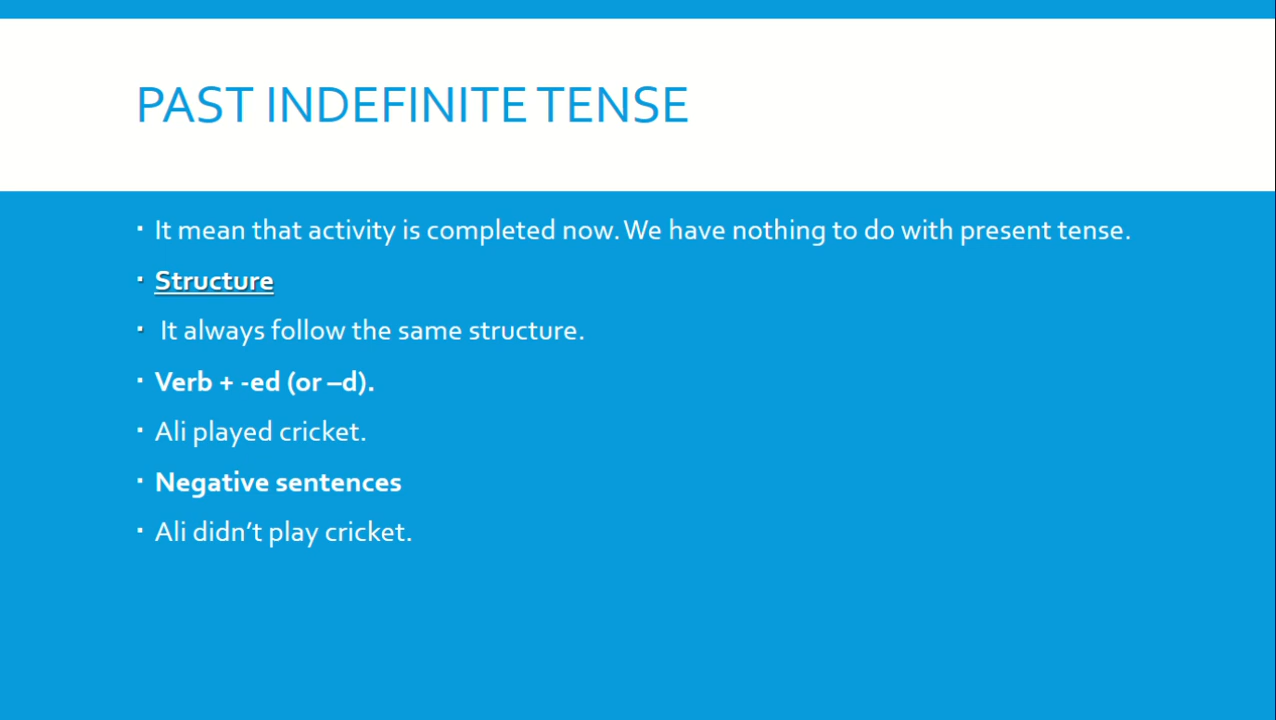 PAST INDEFINITE TENSE
▪ It mean that activity is completed now. We have nothing to do with present tense.
▪ Structure
▪ It always follow the same structure.
▪ Verb + -ed (or –d).
▪ Ali played cricket.
▪ Negative sentences
▪ Ali didn’t play cricket.